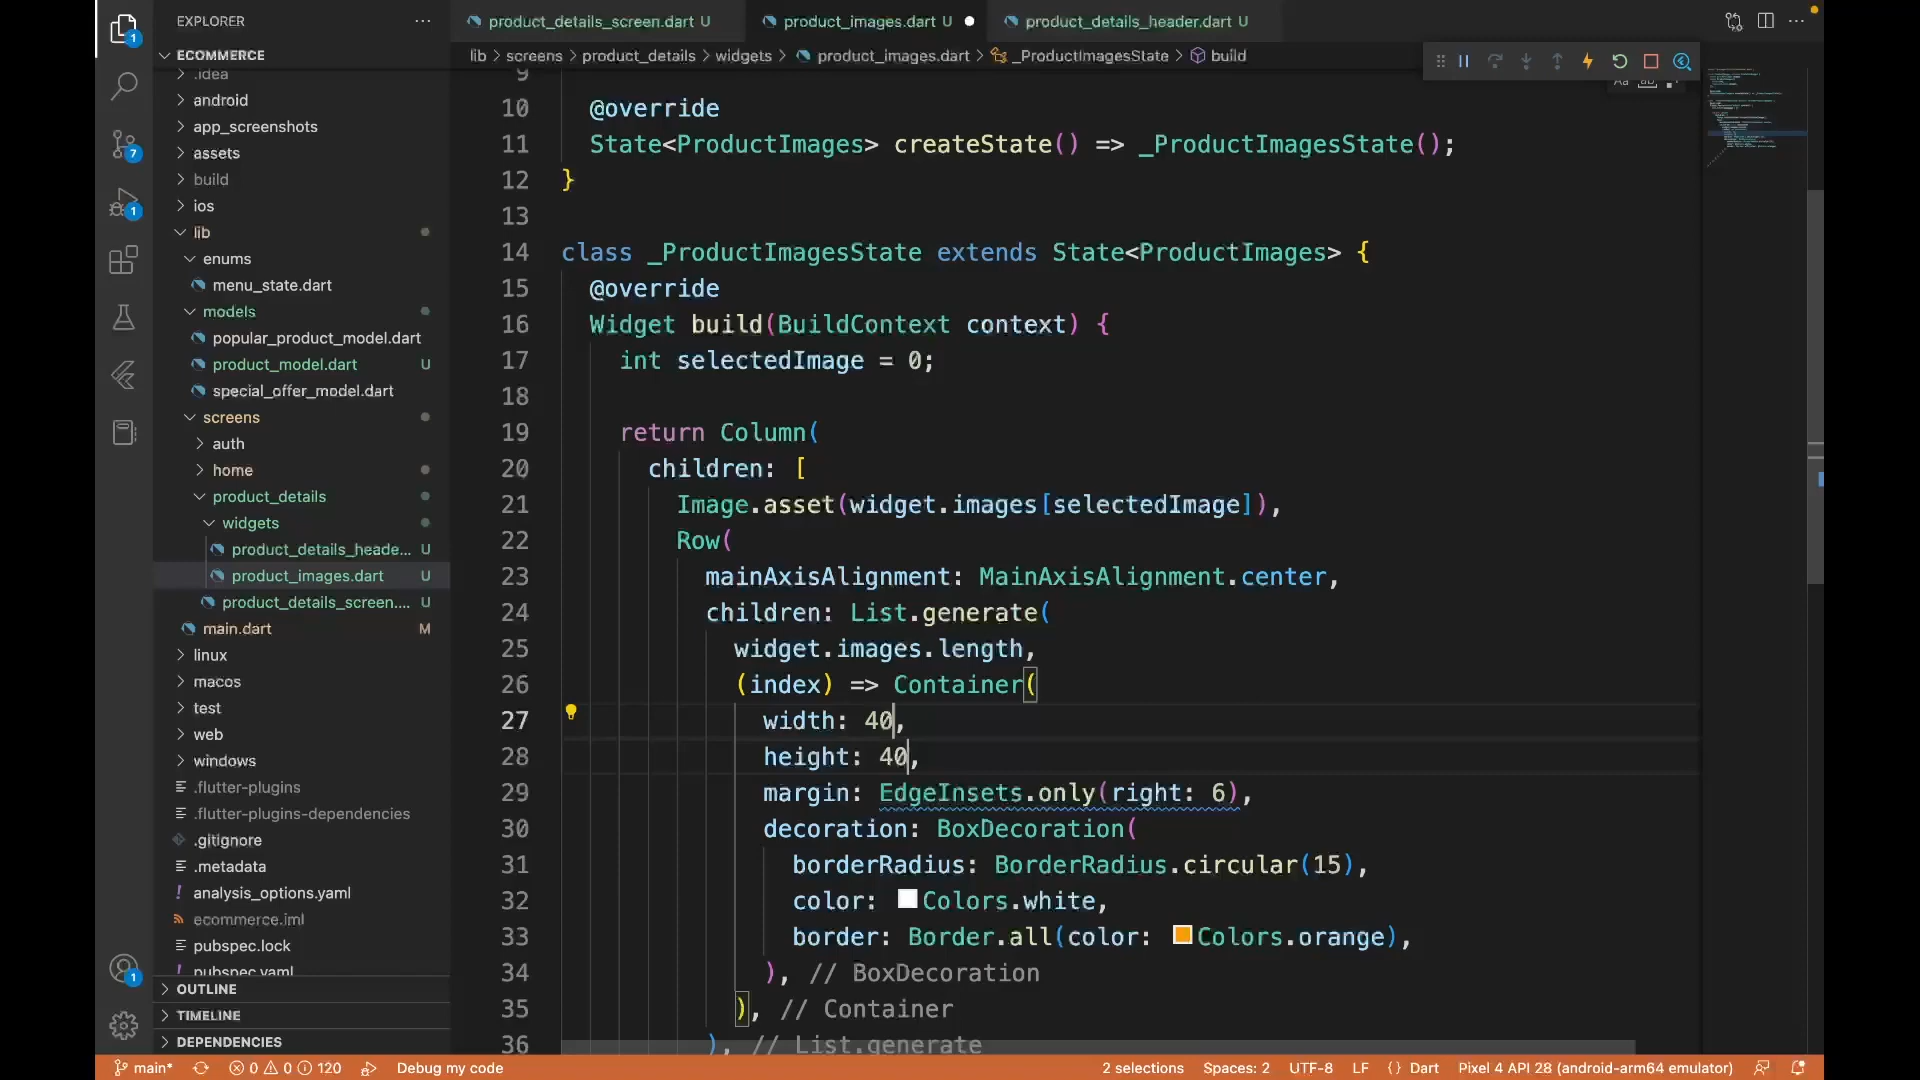 EXPLORER
ECOMMERCE
.idea
android
app_screenshots
assets
build
ios
lib
enums
menu_state.dart
models
popular_product_model.dart
product_model.dart U
special_offer_model.dart
screens
auth
home
product_details
widgets
product_details_heade... U
product_images.dart U
product_details_screen.... U
main.dart M
linux
macos
test
web
windows
.flutter-plugins
.flutter-plugins-dependencies
.gitignore
.metadata
analysis_options.yaml
ecommerce.iml
pubspec.lock
pubspec.yaml
OUTLINE
TIMELINE
DEPENDENCIES
1
7
1
1
product_details_screen.dart U
product_images.dart U
product_details_header.dart U
lib > screens > product_details > widgets > product_images.dart > _ProductImagesState > build
Aa ab
9
10 @override
11 State<ProductImages> createState() => _ProductImagesState();
12 }
13
14 class _ProductImagesState extends State<ProductImages> {
15 @override
16 Widget build(BuildContext context) {
17 int selectedImage = 0;
18
19 return Column(
20 children: [
21 Image.asset(widget.images[selectedImage]),
22 Row(
23 mainAxisAlignment: MainAxisAlignment.center,
24 children: List.generate(
25 widget.images.length,
26 (index) => Container(
27 width: 40,
28 height: 40,
29 margin: EdgeInsets.only(right: 6),
30 decoration: BoxDecoration(
31 borderRadius: BorderRadius.circular(15),
32 color: Colors.white,
33 border: Border.all(color: Colors.orange),
34 ), // BoxDecoration
35 ), // Container
36 ), // List.generate
main* 0 0 120 Debug my code 2 selections Spaces: 2 UTF-8 LF {} Dart Pixel 4 API 28 (android-arm64 emulator)